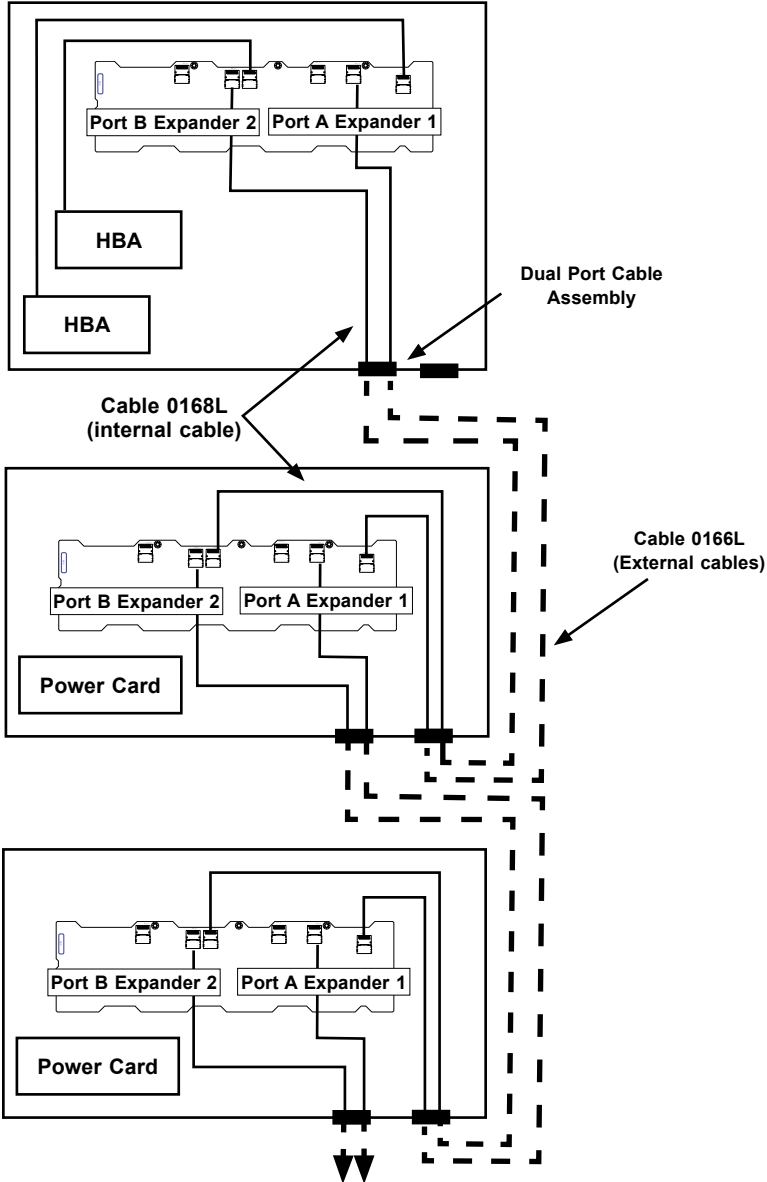 Port B Expander 2
Port A Expander 1
HBA
HBA
Dual Port Cable
Assembly
Cable 0168L
(internal cable)
Cable 0166L
(External cables)
Port B Expander 2
Port A Expander 1
Power Card
Port B Expander 2
Port A Expander 1
Power Card